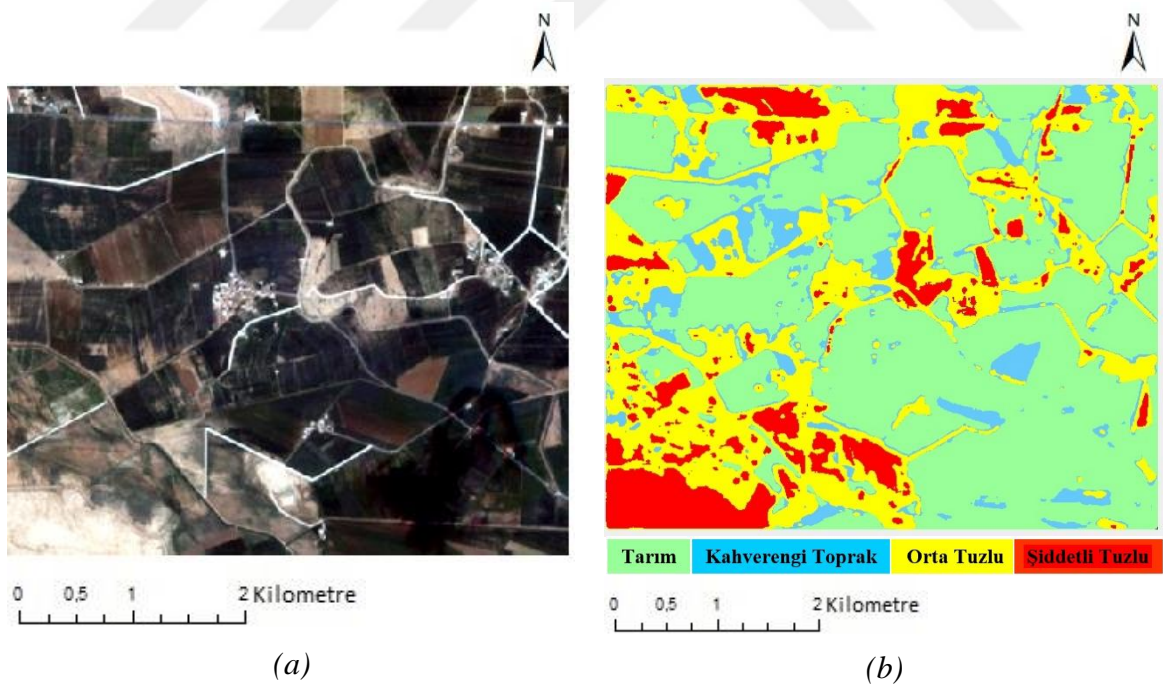 N
N
Tarım Kahverengi Toprak Orta Tuzlu Şiddetli Tuzlu
0 0,5 1 2 Kilometre
0 0,5 1 2 Kilometre
(a)
(b)